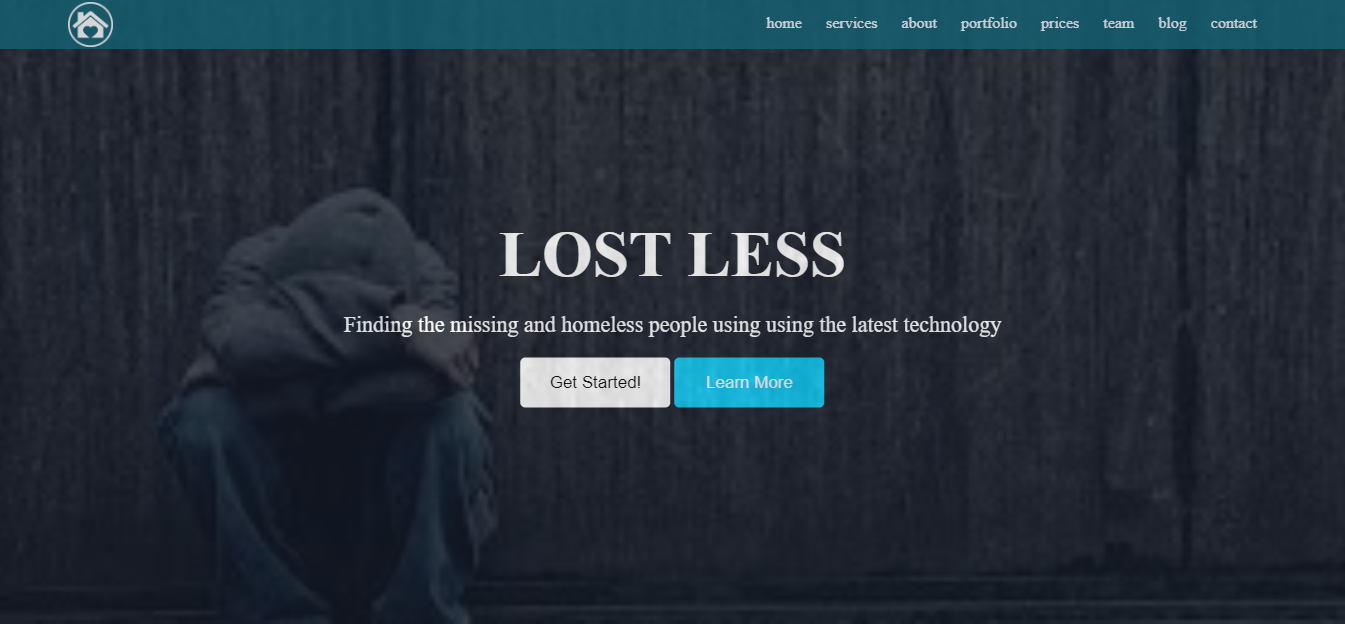 home services about portfolio prices team blog contact
LOST LESS
Finding the missing and homeless people using using the latest technology
Get Started! Learn More